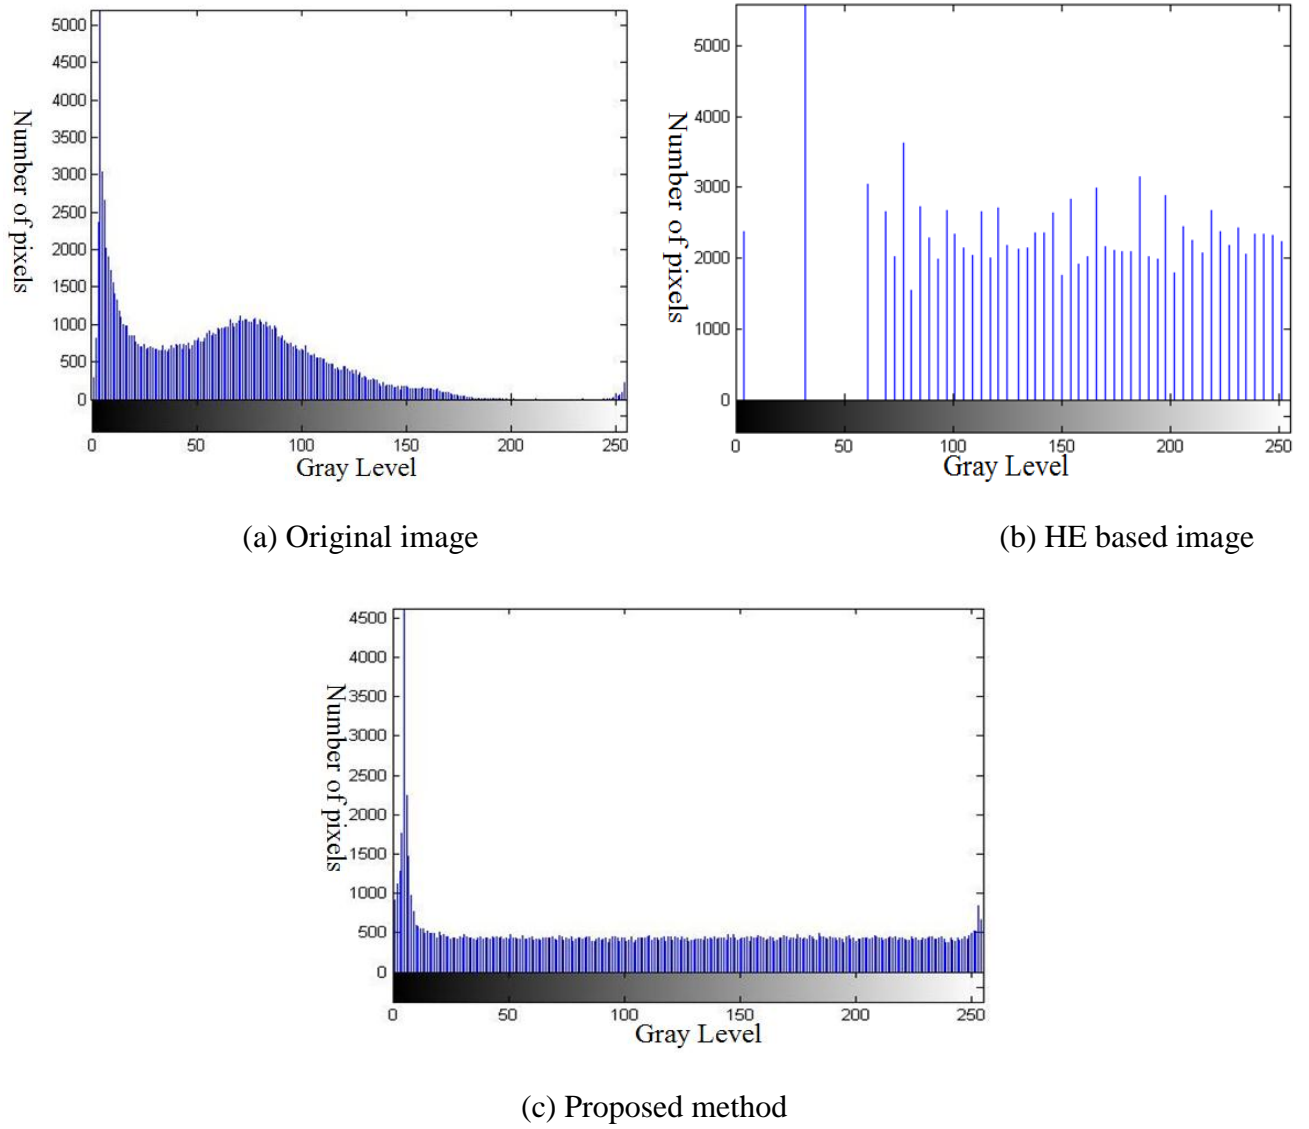 5000
4500
4000
3500
3000
2500
2000
1500
1000
500
0
Number of pixels
0 50 100 150 200 250
Gray Level
(a) Original image
5000
4000
3000
2000
1000
0
Number of pixels
0 50 100 150 200 250
Gray Level
(b) HE based image
4500
4000
3500
3000
2500
2000
1500
1000
500
0
Number of pixels
0 50 100 150 200 250
Gray Level
(c) Proposed method